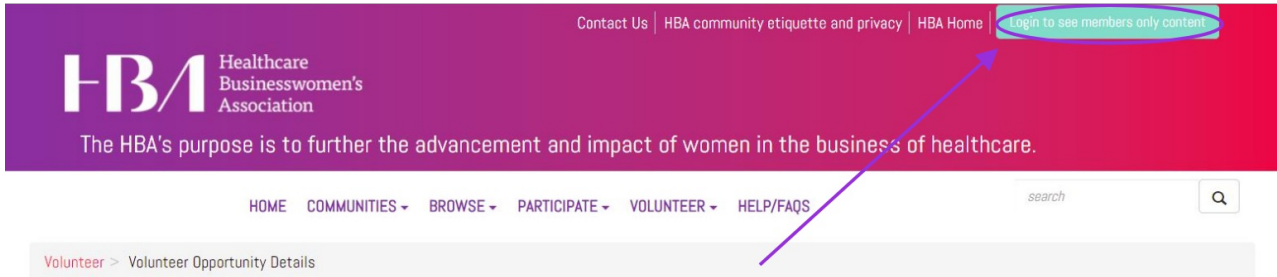 Contact Us | HBA community etiquette and privacy | HBA Home | Login to see members only content
HBA
Healthcare
Businesswomen's
Association
The HBA's purpose is to further the advancement and impact of women in the business of healthcare.
HOME COMMUNITIES BROWSE PARTICIPATE VOLUNTEER HELP/FAQS search
Volunteer > Volunteer Opportunity Details